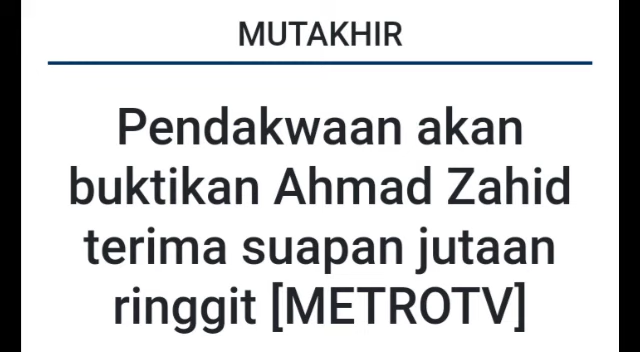 MUTAKHIR
Pendakwaan akan
buktikan Ahmad Zahid
terima suapan jutaan
ringgit [METROTV]